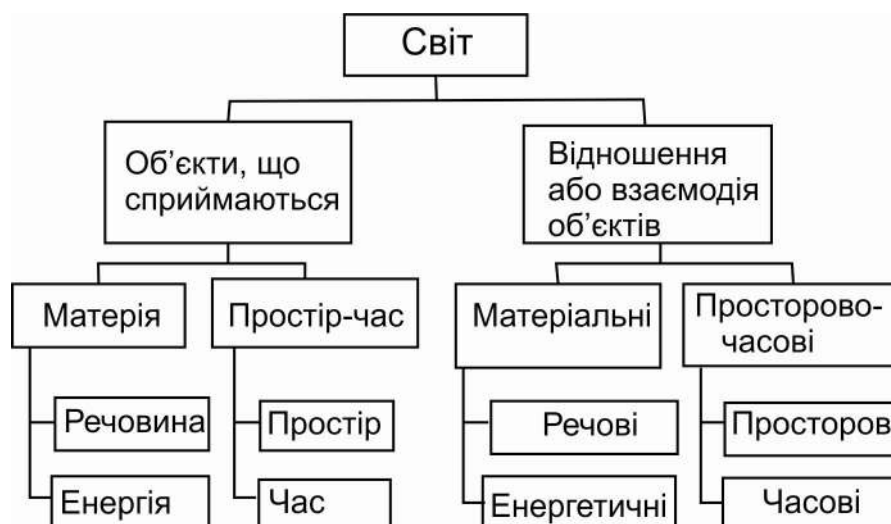 Світ
Об’єкти, що
сприймаються
Відношення
або взаємодія
об’єктів
Матерія
Простір-час
Матеріальні
Просторово-
часові
Речовина
Простір
Речові
Просторов
Енергія
Час
Енергетичні
Часові